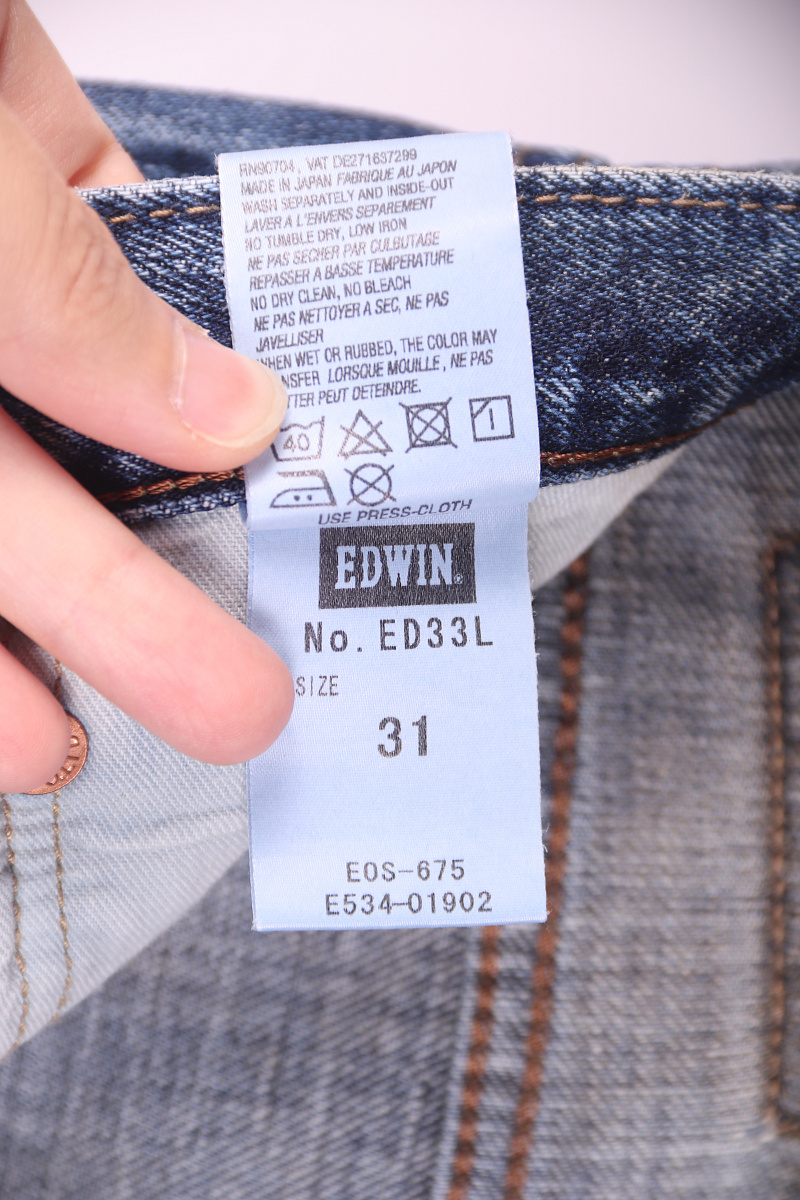 RN90704, VAT DE271637299
MADE IN JAPAN FABRIQUE AU JAPON
WASH SEPARATELY AND INSIDE-OUT
LAVER A L'ENVERS SEPAREMENT
NO TUMBLE DRY, LOW IRON
NE PAS SECHER PAR CULBUTAGE
REPASSER A BASSE TEMPERATURE
NO DRY CLEAN, NO BLEACH
NE PAS NETTOYER A SEC, NE PAS
JAVELLISER
WHEN WET OR RUBBED, THE COLOR MAY
NSFER LORSQUE MOUILLE, NE PAS
TTER PEUT DETEINDRE.
40
USE PRESS-CLOTH
EDWIN®
No. ED33L
SIZE
31
EOS-675
E534-01902